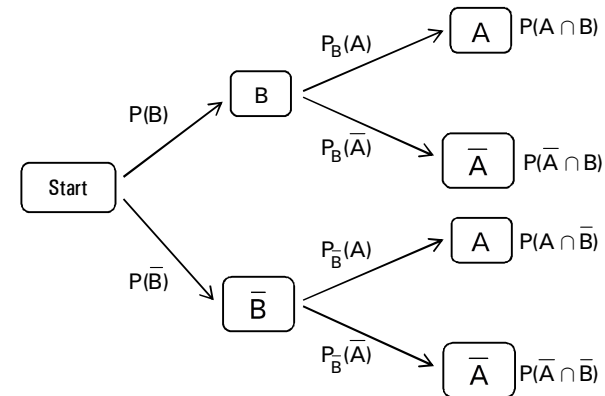 A P(A ∩ B)
P_B(A)
B
P(B)
P_B(A̅)
A̅ P(A̅ ∩ B)
Start
A P(A ∩ B̅)
P_B̅(A)
P(B̅)
B̅
P_B̅(A̅)
A̅ P(A̅ ∩ B̅)